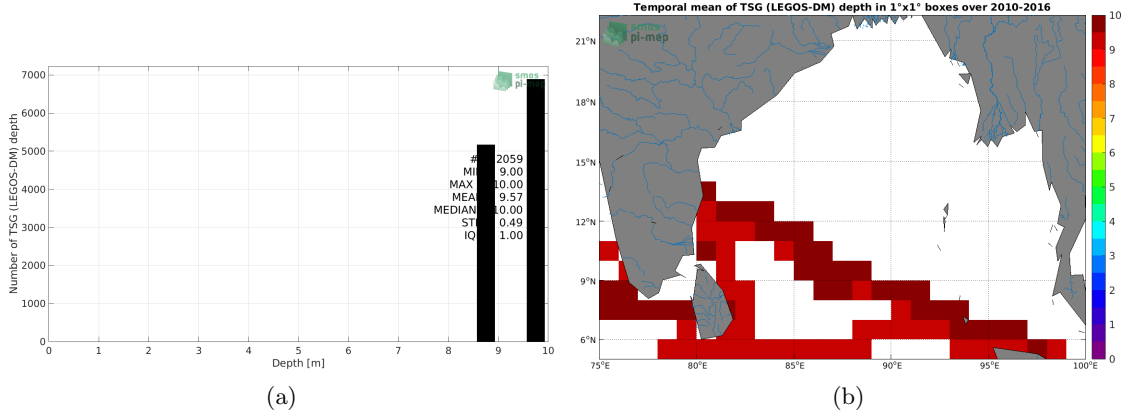 Temporal mean of TSG (LEGOS-DM) depth in 1°x1° boxes over 2010-2016
smos
pi-mep
7000
6000
5000
4000
3000
2000
1000
0
Number of TSG (LEGOS-DM) depth
2059
9.00
MAX 10.00
9.57
MEDIAN 10.00
0.49
1.00
0 1 2 3 4 5 6 7 8 9 10
Depth [m]
(a)
smos
pi-mep
21°N
18°N
15°N
12°N
9°N
6°N
75°E 80°E 85°E 90°E 95°E 100°E
10
9
8
7
6
5
4
3
2
1
0
(b)